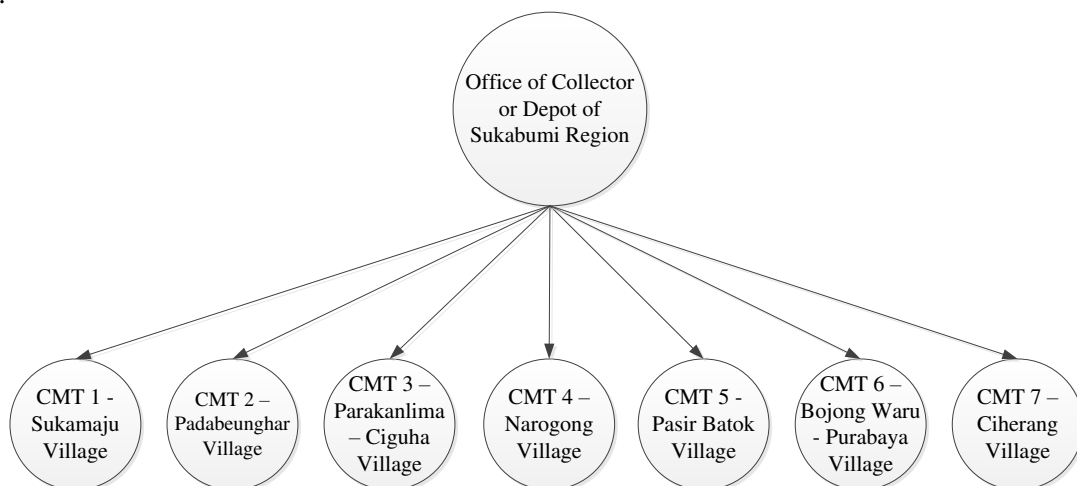 .
Office of Collector
or Depot of
Sukabumi Region
CMT 1 -
Sukamaju
Village
CMT 2 –
Padabeunghar
Village
CMT 3 –
Parakanlima
– Ciguha
Village
CMT 4 –
Narogong
Village
CMT 5 -
Pasir Batok
Village
CMT 6 –
Bojong Waru
- Purabaya
Village
CMT 7 –
Ciherang
Village